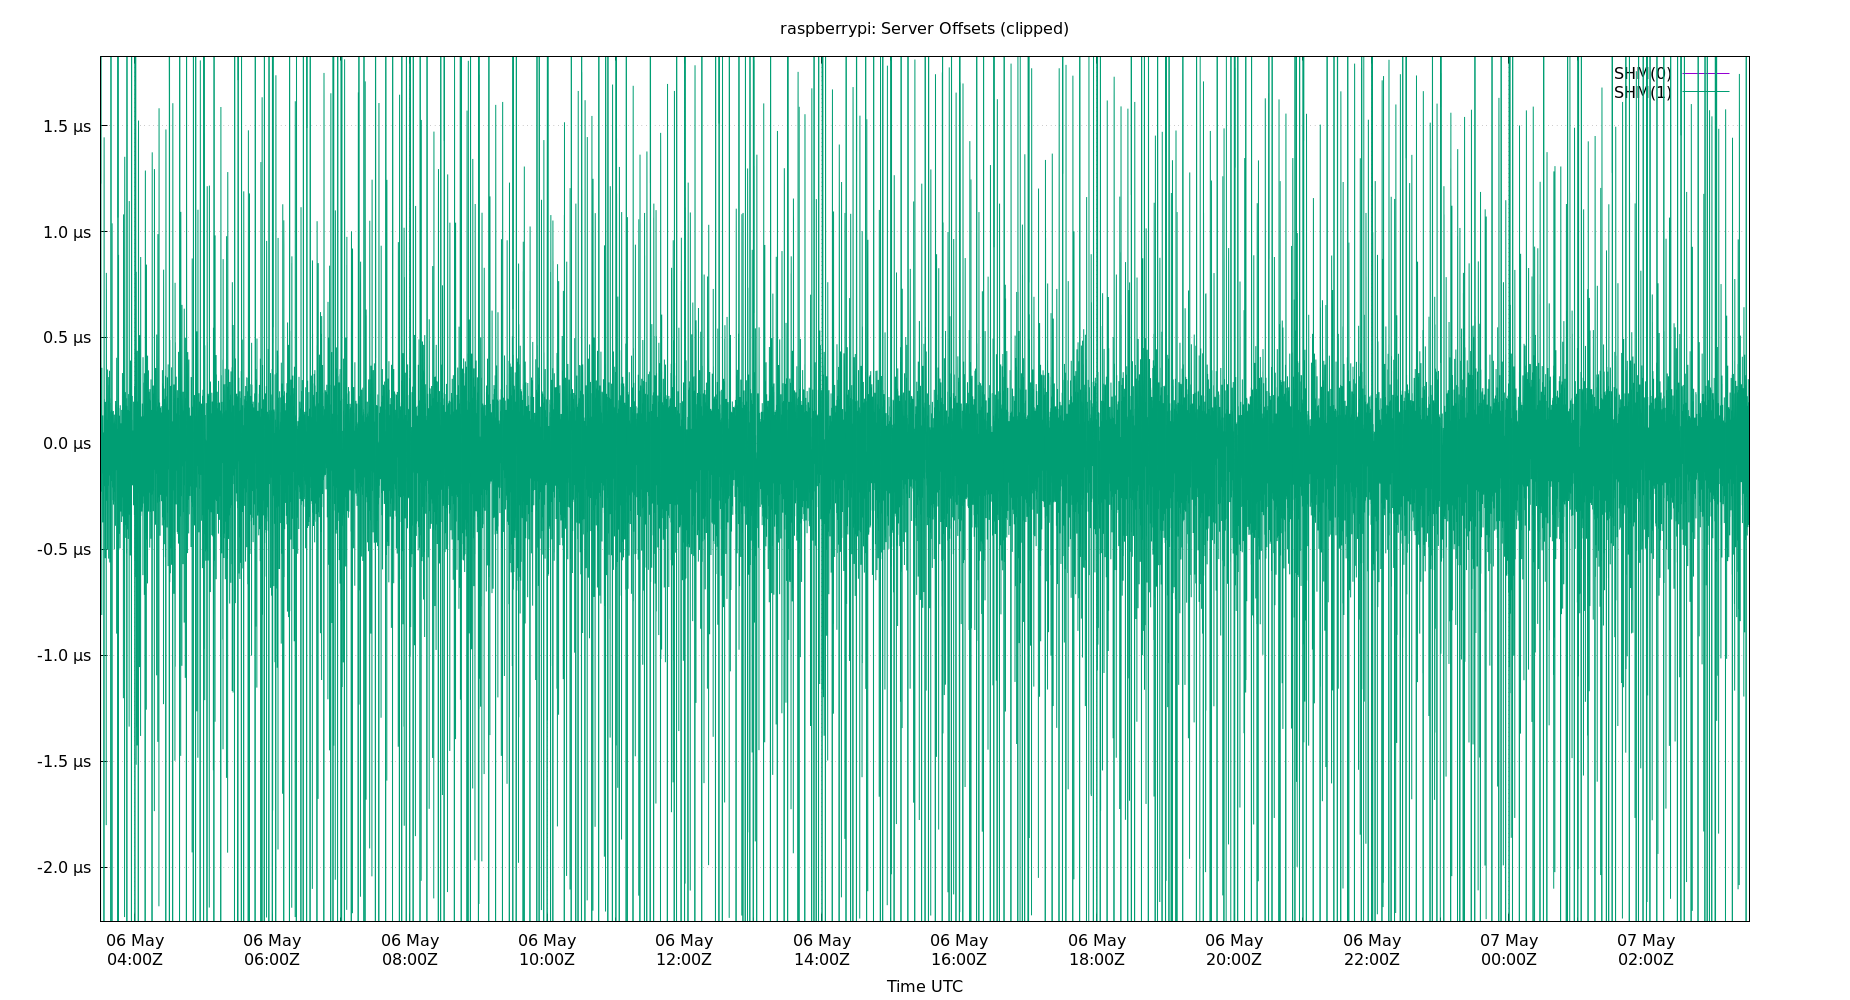 raspberrypi: Server Offsets (clipped)
SHM(0)
SHM(1)
1.5 µs
1.0 µs
0.5 µs
0.0 µs
-0.5 µs
-1.0 µs
-1.5 µs
-2.0 µs
06 May 06 May 06 May 06 May 06 May 06 May 06 May 06 May 06 May 06 May 07 May 07 May
04:00Z 06:00Z 08:00Z 10:00Z 12:00Z 14:00Z 16:00Z 18:00Z 20:00Z 22:00Z 00:00Z 02:00Z
Time UTC